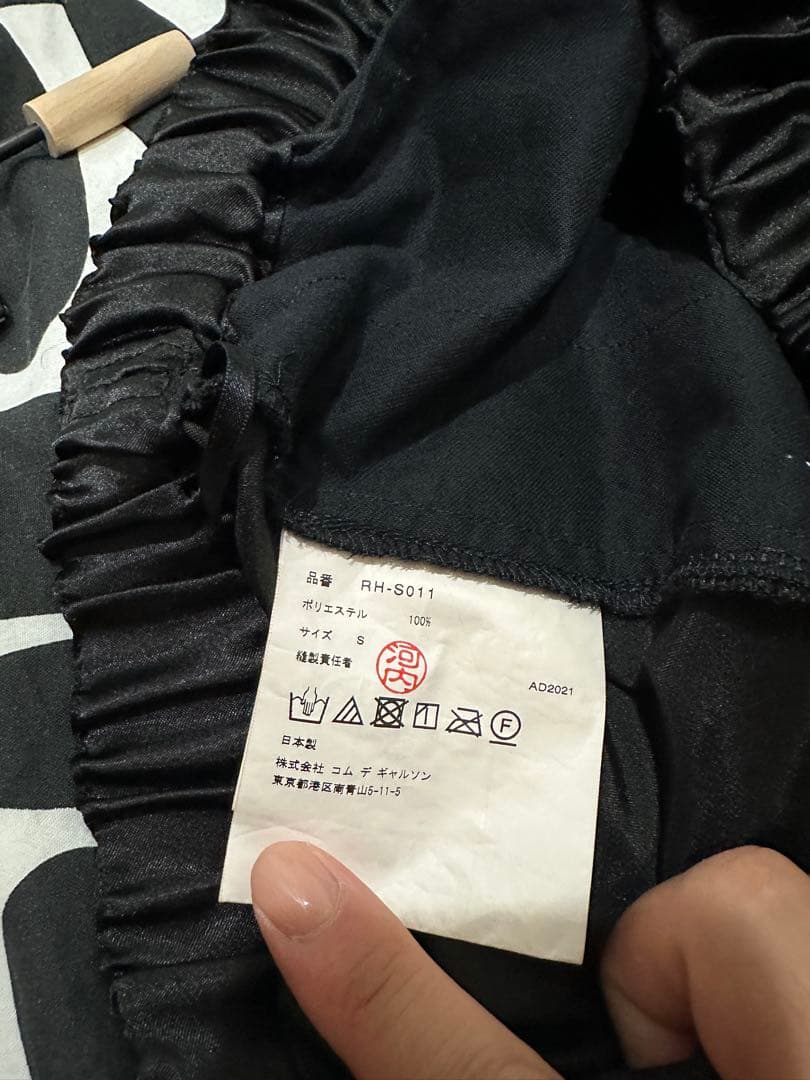 品番 RH-S011
ポリエステル 100%
サイズ S
縫製責任者 河内
AD2021
F
日本製
株式会社 コム デ ギャルソン
東京都港区南青山5-11-5